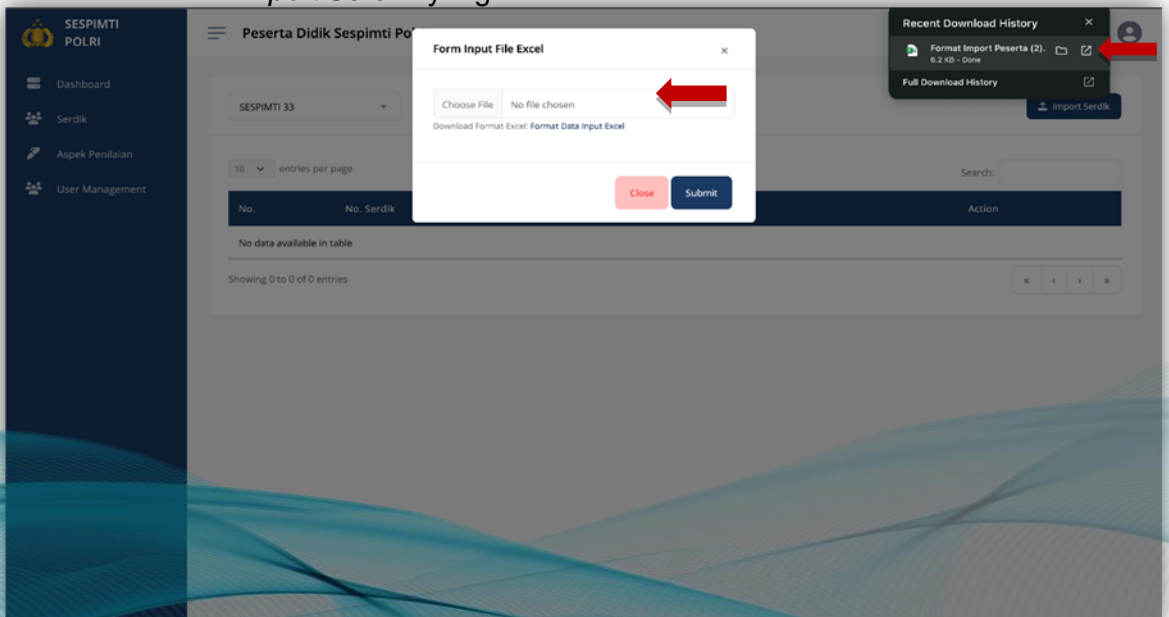 SESPIMTI
POLRI
Peserta Didik Sespimti Po
Dashboard
Serdik
Aspek Penilaian
User Management
SESPIMTI 33
Import Serdik
10 entries per page
Search:
No. No. Serdik Action
No data available in table
Showing 0 to 0 of 0 entries
« ‹ › »
Form Input File Excel ×
Choose File No file chosen
Download Format Excel: Format Data Input Excel
Close Submit
Recent Download History ×
Format Import Peserta (2).
6.2 KB - Done
Full Download History